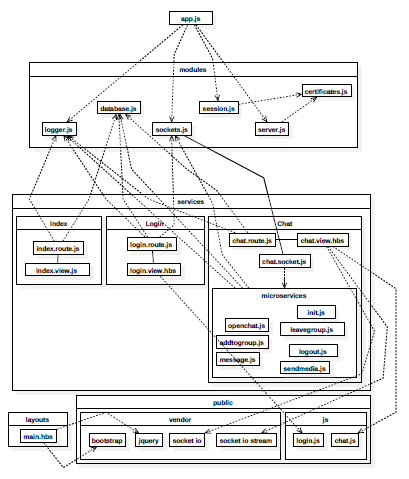 app.js
modules
certificates.js
database.js
session.js
logger.js
sockets.js
server.js
services
Index
Login
Chat
index.route.js
login.route.js
chat.route.js
chat.view.hbs
index.view.js
login.view.hbs
chat.socket.js
microservices
init.js
openchat.js
leavegroup.js
addtogroup.js
logout.js
message.js
sendmedia.js
public
layouts
vendor
js
main.hbs
bootstrap
jquery
socket io
socket io stream
login.js
chat.js